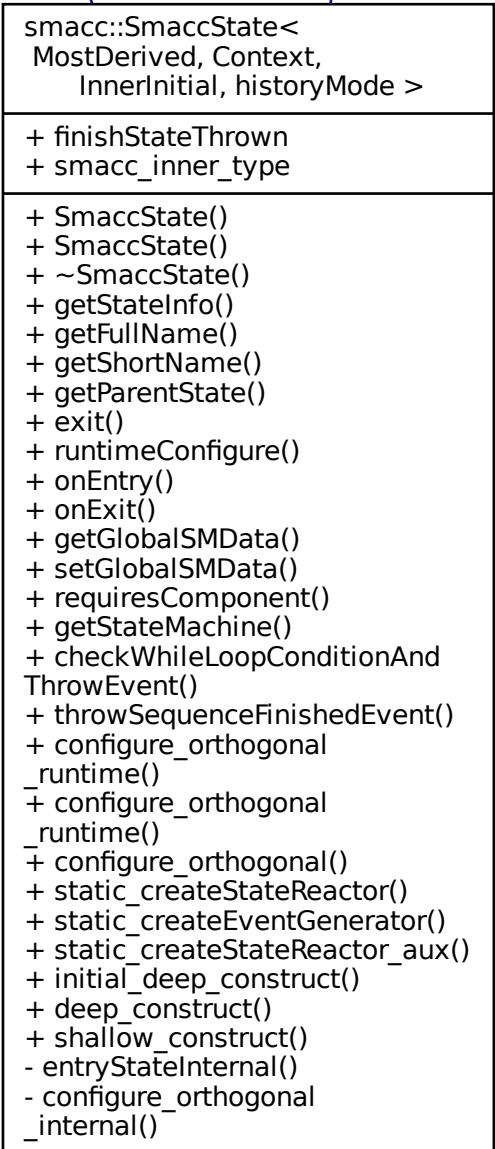 smacc::SmaccState<
MostDerived, Context,
InnerInitial, historyMode >
+ finishStateThrown
+ smacc_inner_type
+ SmaccState()
+ SmaccState()
+ ~SmaccState()
+ getStateInfo()
+ getFullName()
+ getShortName()
+ getParentState()
+ exit()
+ runtimeConfigure()
+ onEntry()
+ onExit()
+ getGlobalSMData()
+ setGlobalSMData()
+ requiresComponent()
+ getStateMachine()
+ checkWhileLoopConditionAnd
ThrowEvent()
+ throwSequenceFinishedEvent()
+ configure_orthogonal
_runtime()
+ configure_orthogonal
_runtime()
+ configure_orthogonal()
+ static_createStateReactor()
+ static_createEventGenerator()
+ static_createStateReactor_aux()
+ initial_deep_construct()
+ deep_construct()
+ shallow_construct()
- entryStateInternal()
- configure_orthogonal
_internal()